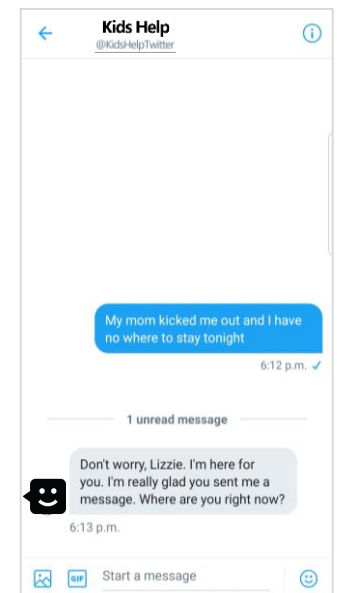 Kids Help
@KidsHelpTwitter
My mom kicked me out and I have
no where to stay tonight
6:12 p.m.
1 unread message
Don't worry, Lizzie. I'm here for
you. I'm really glad you sent me a
message. Where are you right now?
6:13 p.m.
GIF Start a message